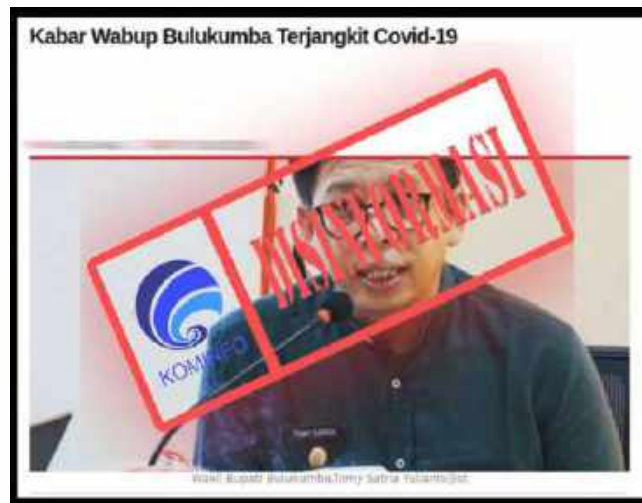 Kabar Wabup Bulukumba Terjangkit Covid-19
DISINFORMASI
KOMINFO
Wakil Bupati Bulukumba,Tomy Satria Yulianto@ist